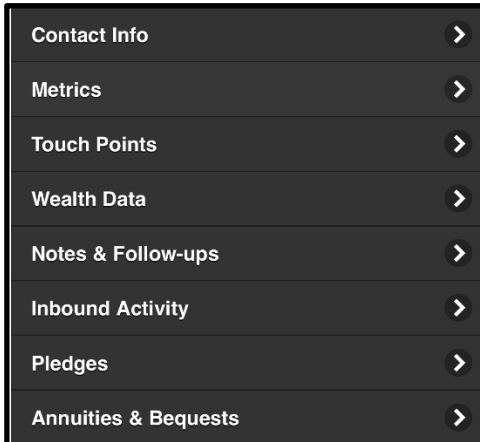 Contact Info
Metrics
Touch Points
Wealth Data
Notes & Follow-ups
Inbound Activity
Pledges
Annuities & Bequests